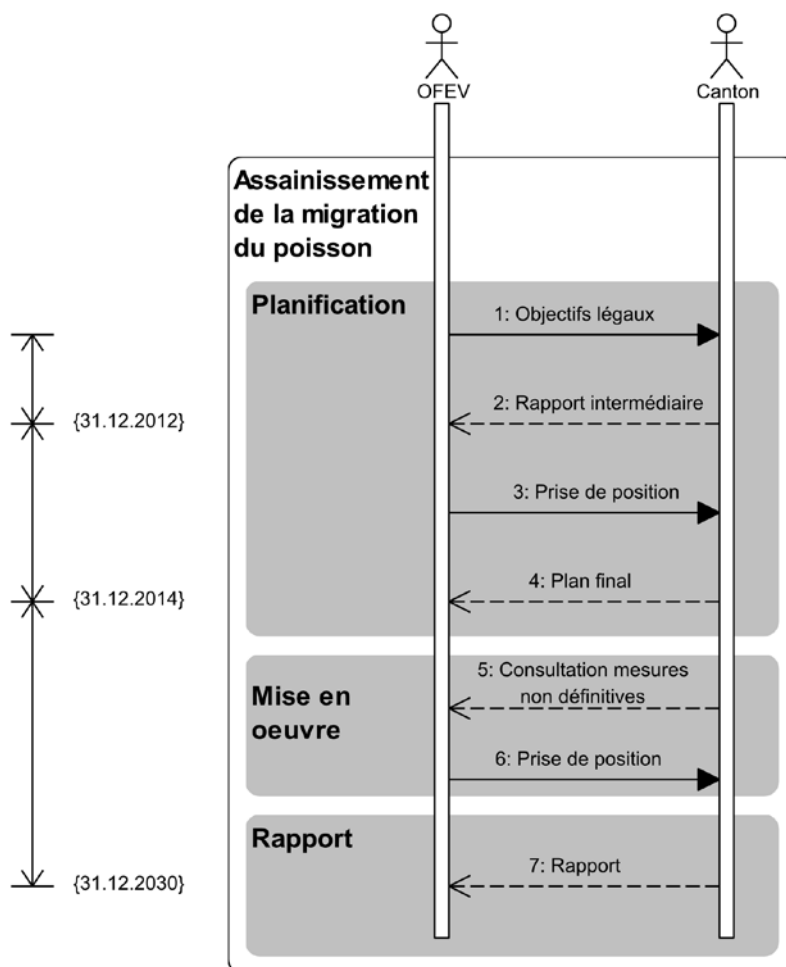 OFEV
Canton
Assainissement
de la migration
du poisson
Planification
1: Objectifs légaux
2: Rapport intermédiaire
{31.12.2012}
3: Prise de position
4: Plan final
{31.12.2014}
5: Consultation mesures
non définitives
Mise en
oeuvre
6: Prise de position
Rapport
7: Rapport
{31.12.2030}